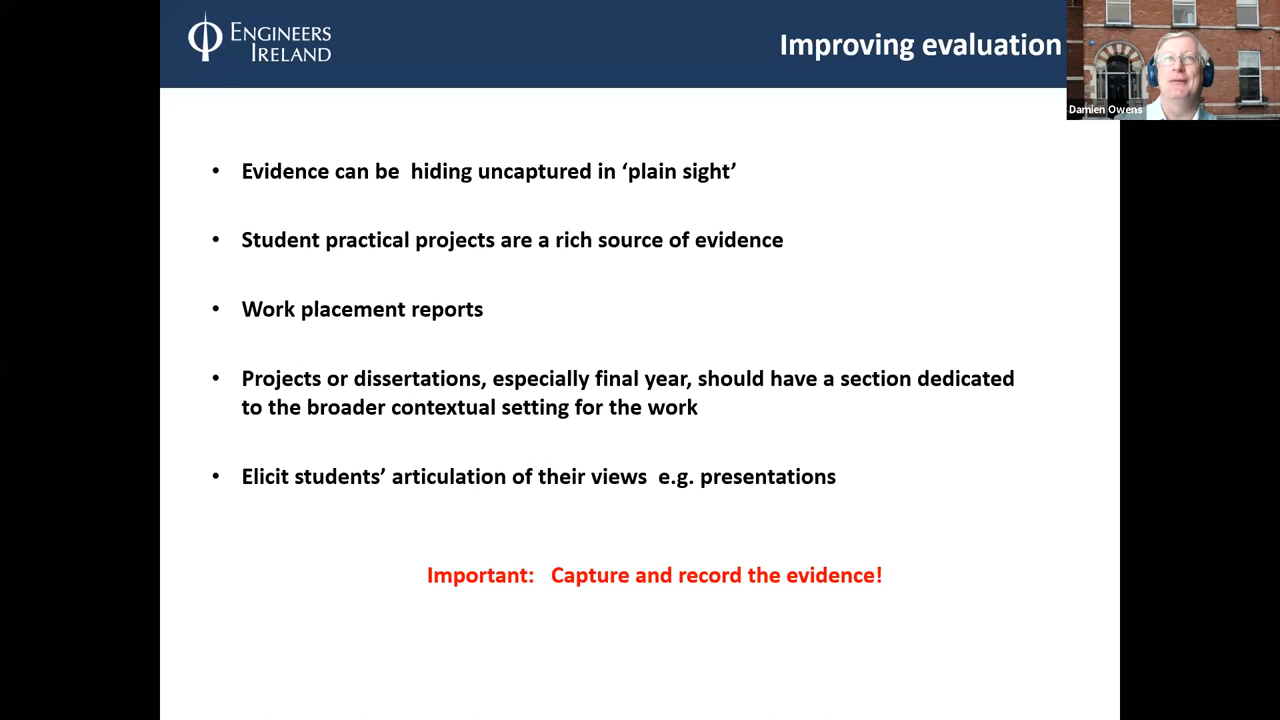 ENGINEERS
IRELAND
Improving evaluation
Damien Owens
• Evidence can be  hiding uncaptured in ‘plain sight’
• Student practical projects are a rich source of evidence
• Work placement reports
• Projects or dissertations, especially final year, should have a section dedicated
to the broader contextual setting for the work
• Elicit students’ articulation of their views  e.g. presentations
Important:   Capture and record the evidence!